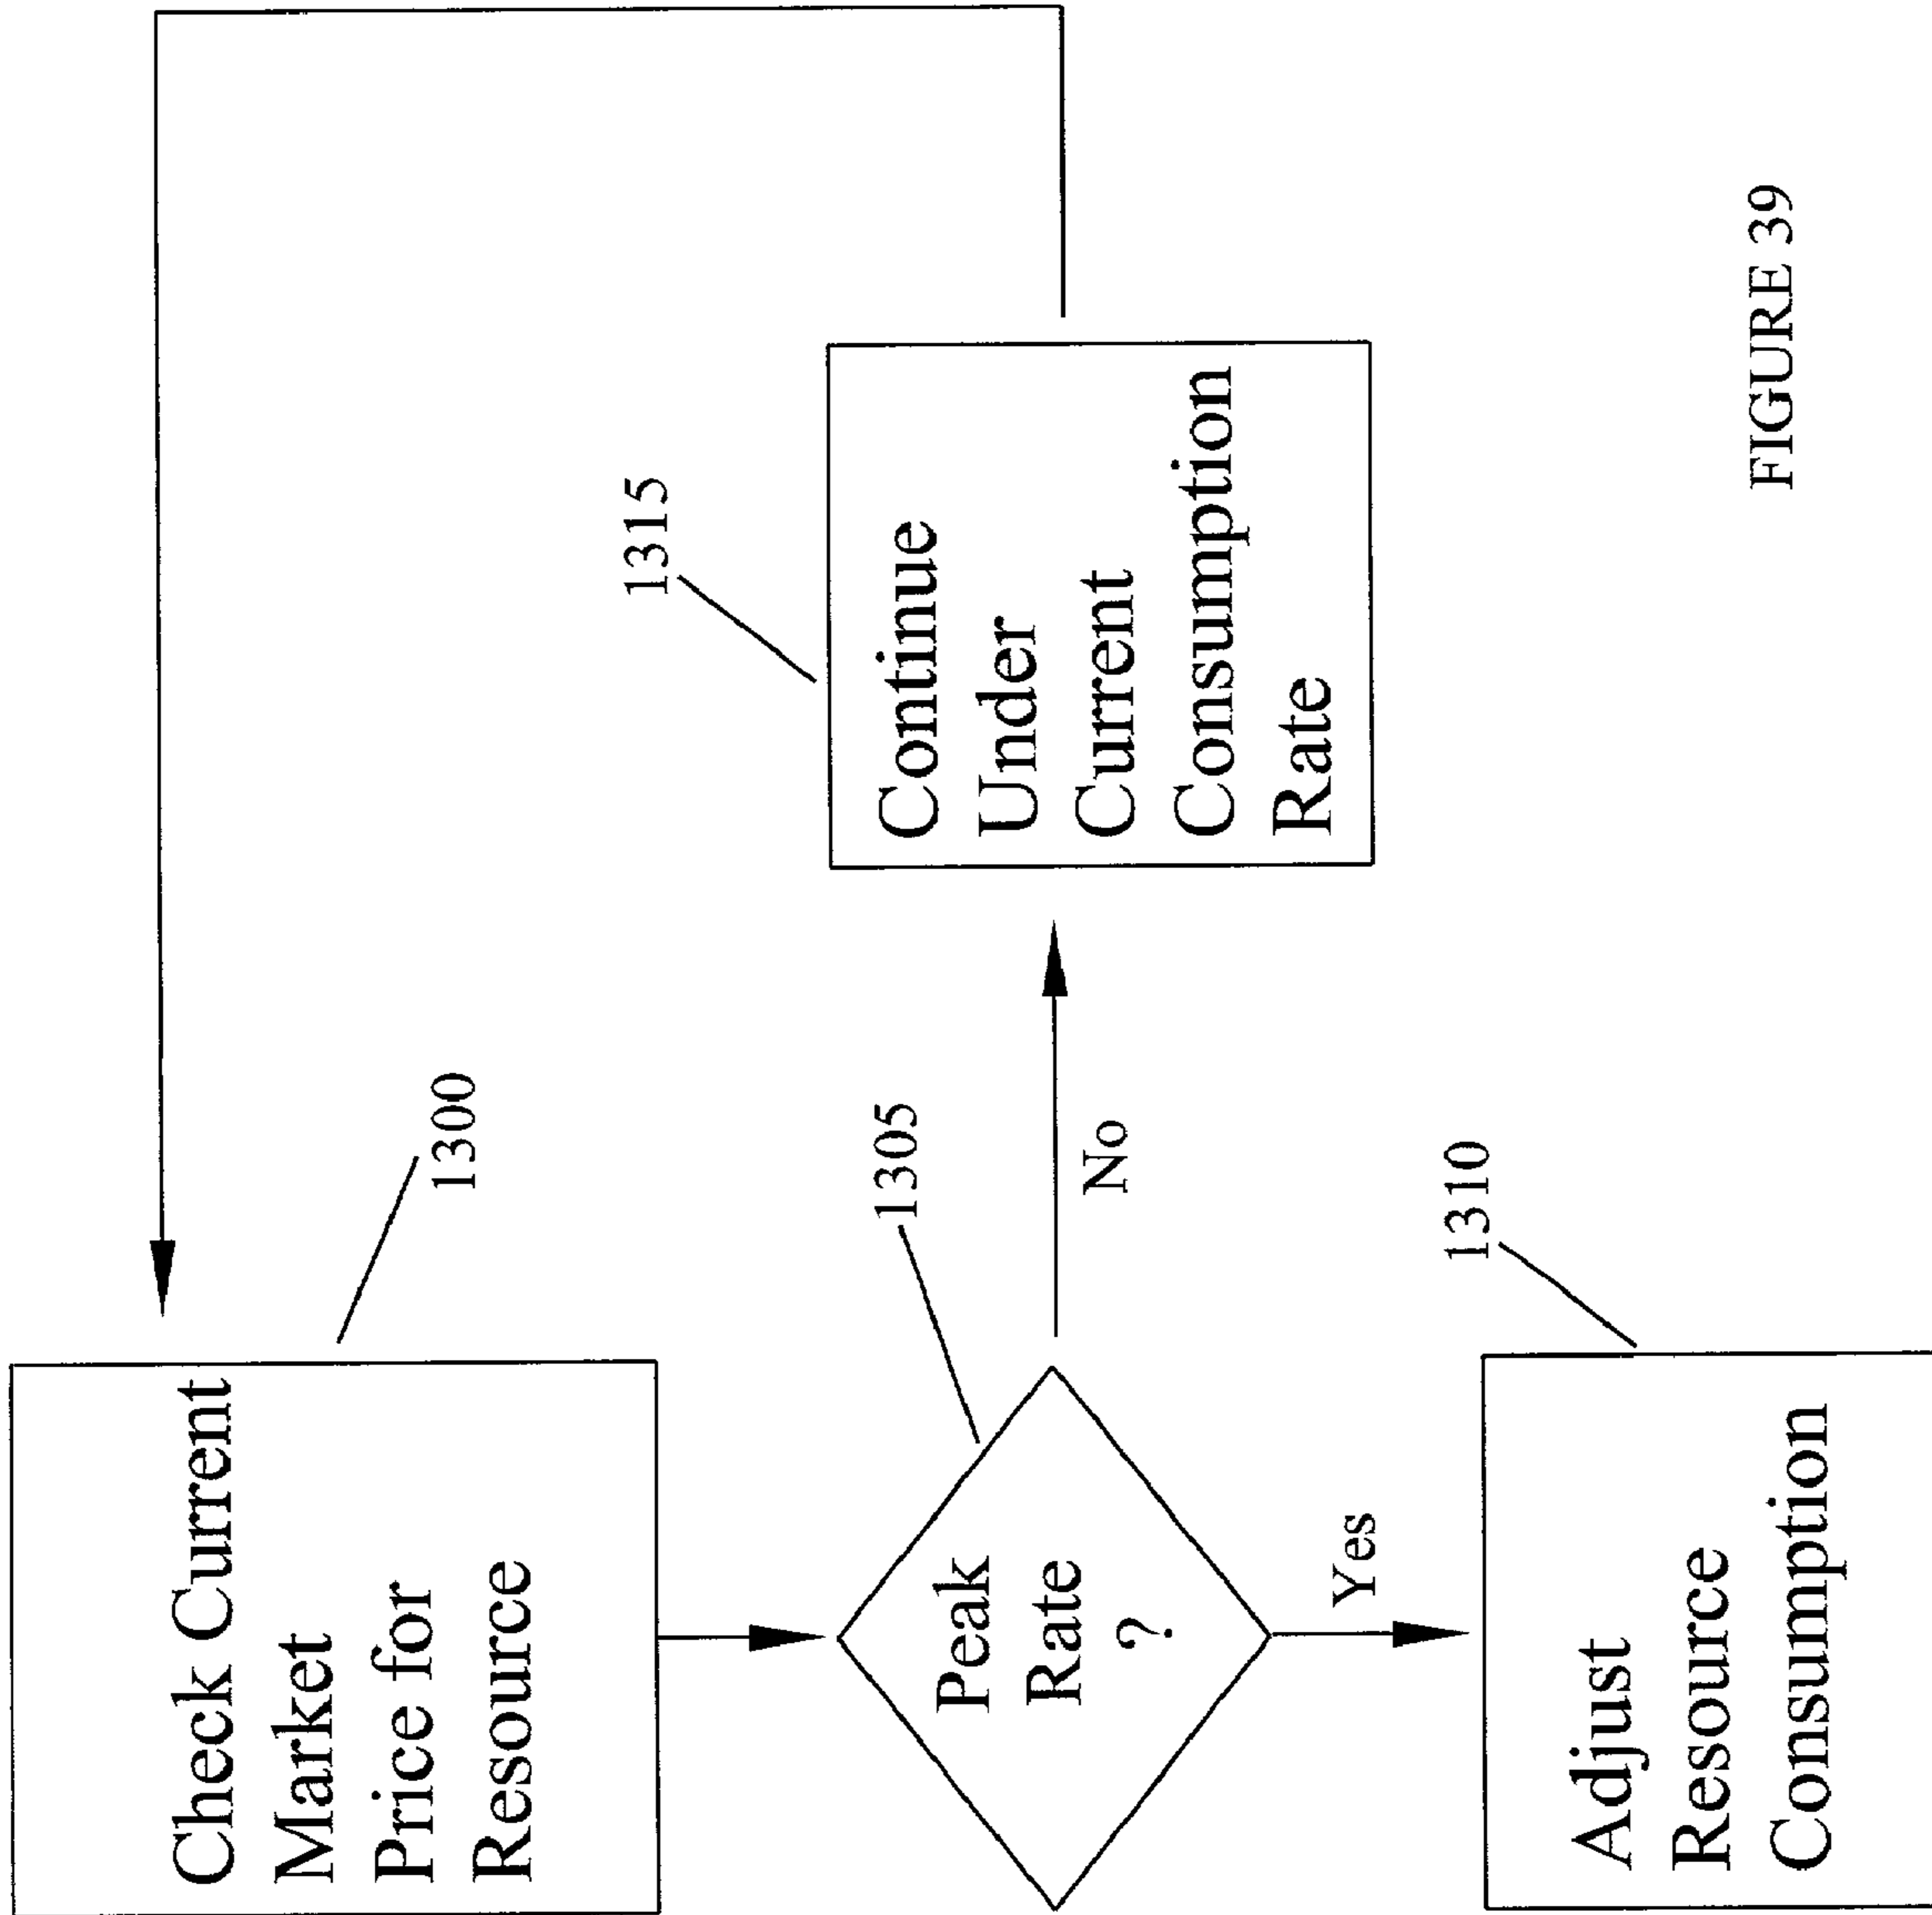 Check Current
Market
Price for
Resource
1300
Peak
Rate
?
1305
No
Yes
Continue
Under
Current
Consumption
Rate
1315
Adjust
Resource
Consumption
1310
FIGURE 39